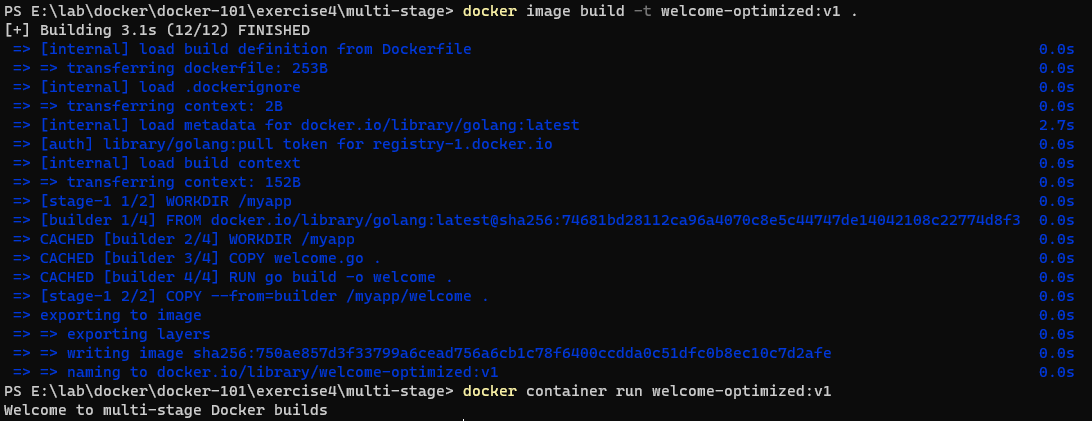 PS E:\lab\docker\docker-101\exercise4\multi-stage> docker image build -t welcome-optimized:v1 .
[+] Building 3.1s (12/12) FINISHED
=> [internal] load build definition from Dockerfile 0.0s
=> => transferring dockerfile: 253B 0.0s
=> [internal] load .dockerignore 0.0s
=> => transferring context: 2B 0.0s
=> [internal] load metadata for docker.io/library/golang:latest 2.7s
=> [auth] library/golang:pull token for registry-1.docker.io 0.0s
=> [internal] load build context 0.0s
=> => transferring context: 152B 0.0s
=> [stage-1 1/2] WORKDIR /myapp 0.0s
=> [builder 1/4] FROM docker.io/library/golang:latest@sha256:74681bd28112ca96a4070c8e5c44747de14042108c22774d8f3 0.0s
=> CACHED [builder 2/4] WORKDIR /myapp 0.0s
=> CACHED [builder 3/4] COPY welcome.go . 0.0s
=> CACHED [builder 4/4] RUN go build -o welcome . 0.0s
=> [stage-1 2/2] COPY --from=builder /myapp/welcome . 0.0s
=> exporting to image 0.0s
=> => exporting layers 0.0s
=> => writing image sha256:750ae857d3f33799a6cead756a6cb1c78f6400ccdda0c51dfc0b8ec10c7d2afe 0.0s
=> => naming to docker.io/library/welcome-optimized:v1 0.0s
PS E:\lab\docker\docker-101\exercise4\multi-stage> docker container run welcome-optimized:v1
Welcome to multi-stage Docker builds